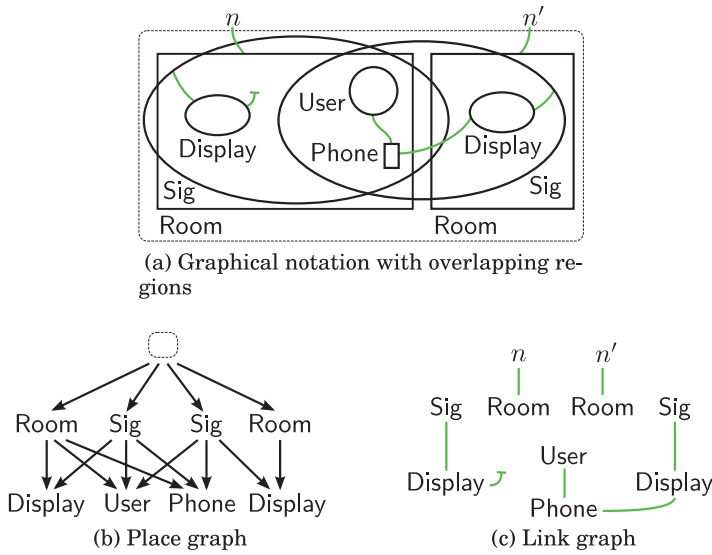 n n′
User
Display Phone Display
Sig Sig
Room Room
(a) Graphical notation with overlapping re-
gions
Room Sig Sig Room
Display User Phone Display
(b) Place graph
n n′
Sig Room Room Sig
User
Display Display
Phone
(c) Link graph